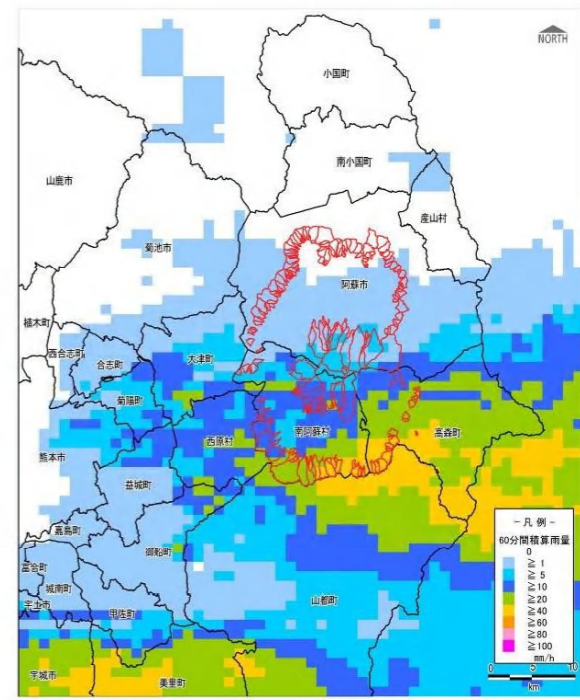 NORTH
小国町
南小国町
山鹿市
産山村
菊池市
阿蘇市
植木町
西合志町
合志町
大津町
菊陽町
西原村
南阿蘇村
高森町
熊本市
益城町
嘉島町
御船町
富合町
城南町
宇土市
甲佐町
山都町
宇城市
美里町
－凡 例－
60分間積算雨量
0
≧ 1
≧ 5
≧ 10
≧ 20
≧ 40
≧ 60
≧ 80
≧ 100
mm/h
0 5 10
km